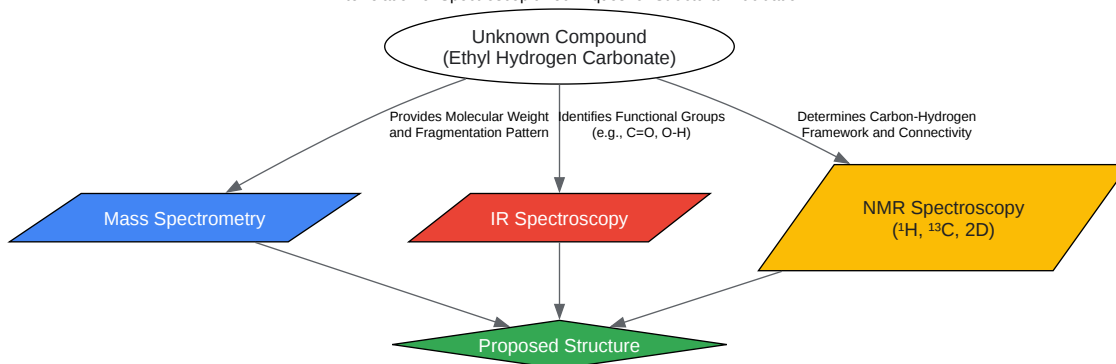 Unknown Compound
(Ethyl Hydrogen Carbonate)
Provides Molecular Weight
and Fragmentation Pattern
Identifies Functional Groups
(e.g., C=O, O-H)
Determines Carbon-Hydrogen
Framework and Connectivity
Mass Spectrometry
IR Spectroscopy
NMR Spectroscopy
(¹H, ¹³C, 2D)
Proposed Structure